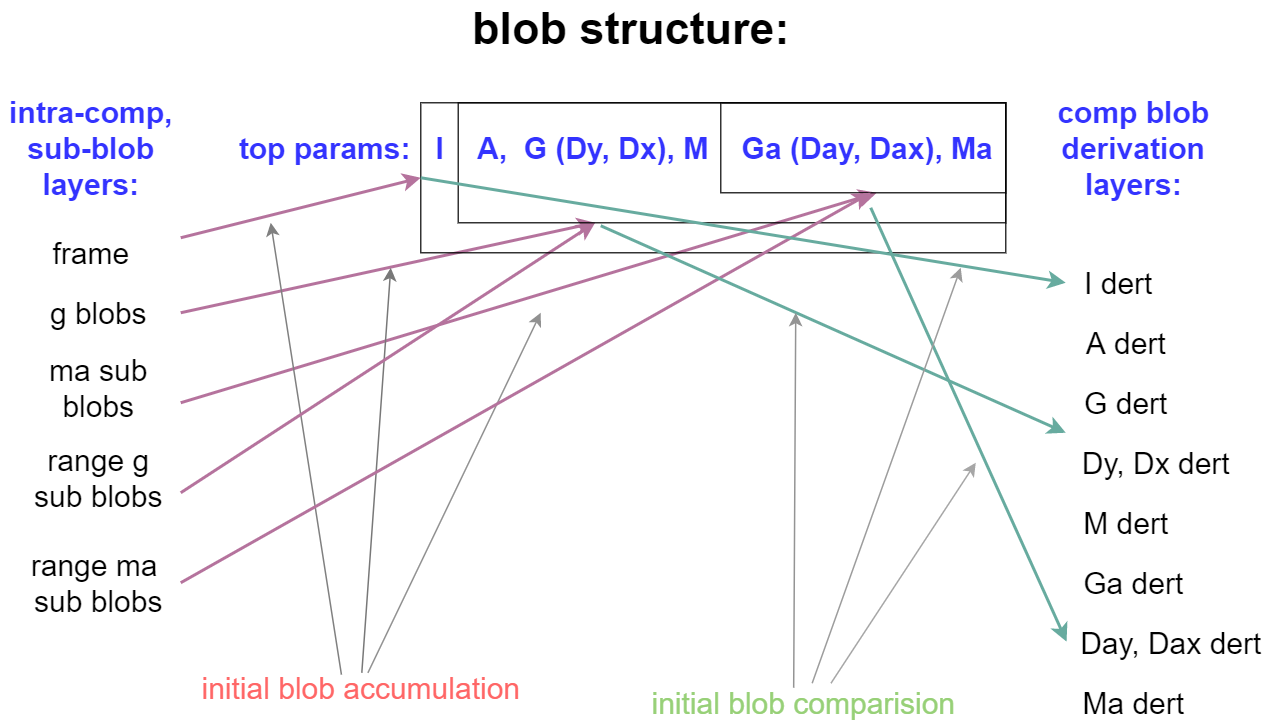 blob structure:
intra-comp,
sub-blob
layers:
top params:
I
A, G (Dy, Dx), M
Ga (Day, Dax), Ma
comp blob
derivation
layers:
frame
g blobs
ma sub
blobs
range g
sub blobs
range ma
sub blobs
I dert
A dert
G dert
Dy, Dx dert
M dert
Ga dert
Day, Dax dert
Ma dert
initial blob accumulation
initial blob comparision